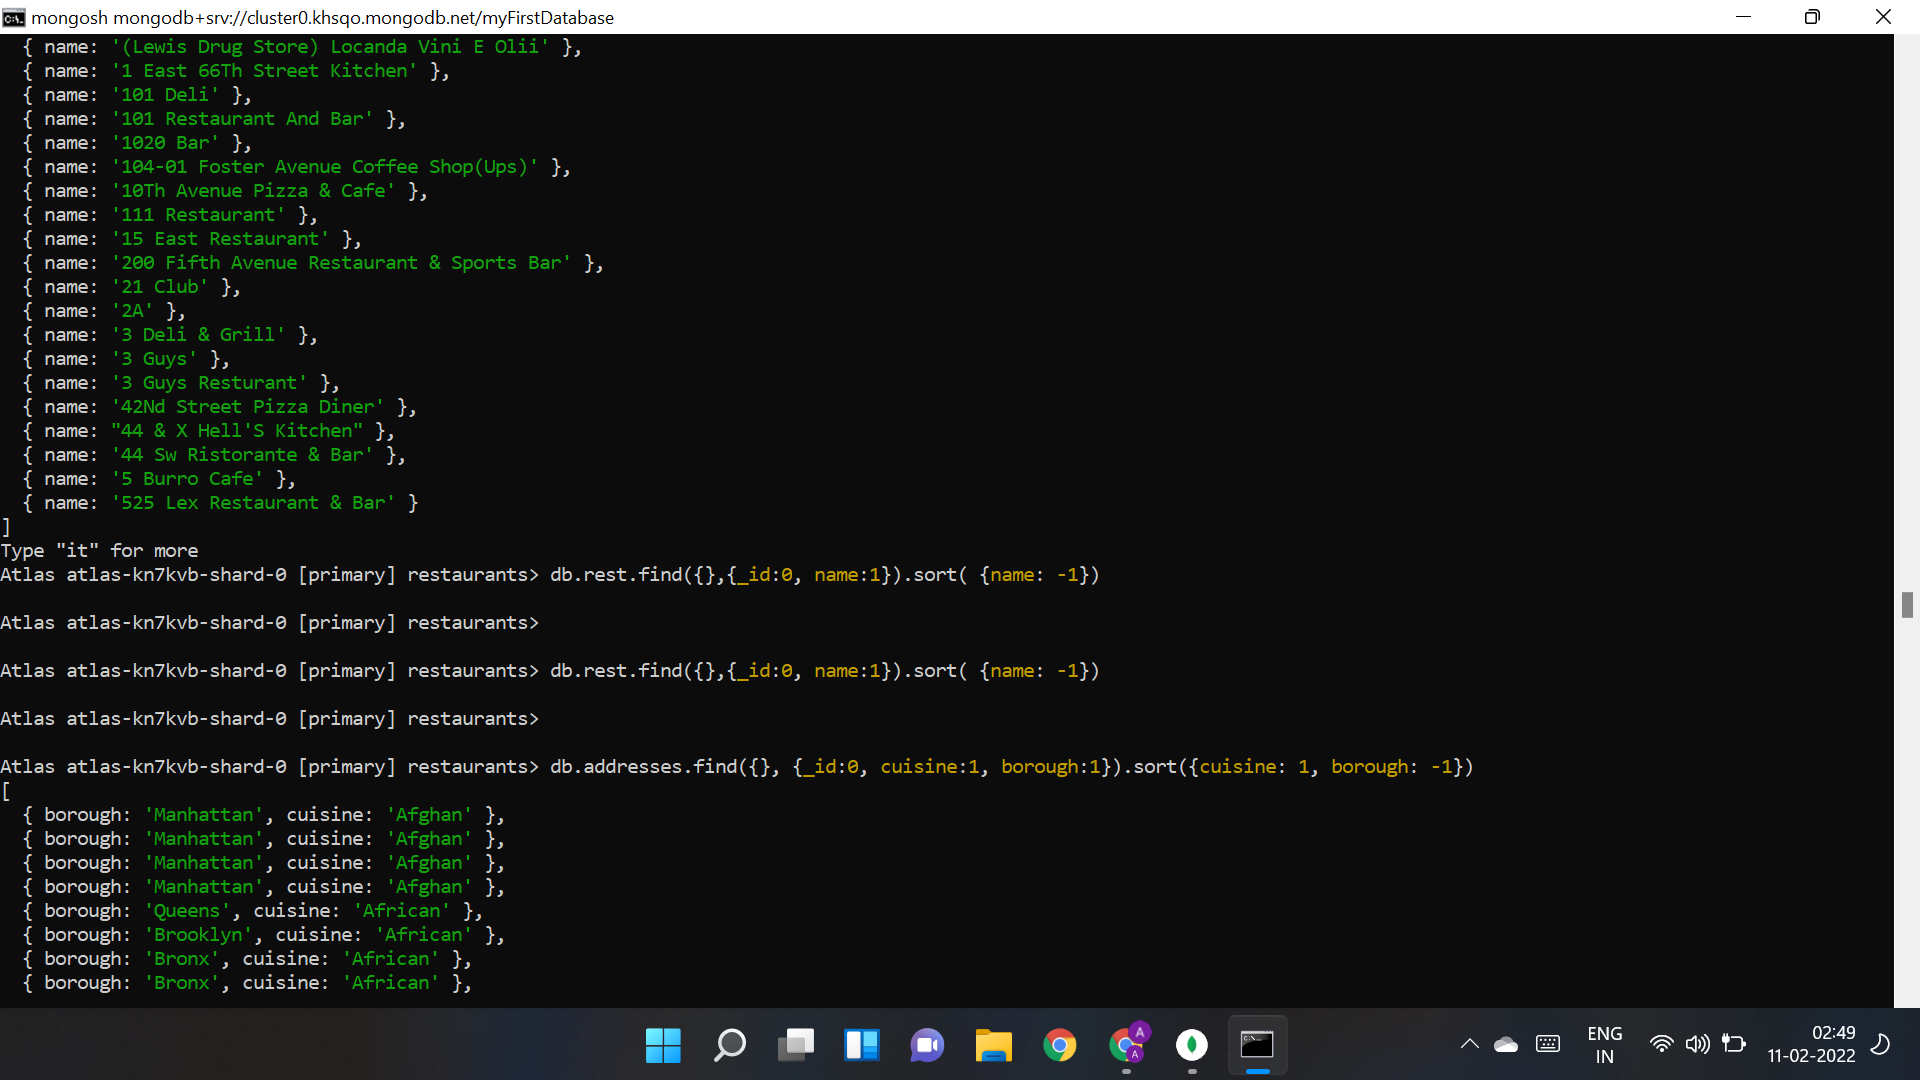 mongosh mongodb+srv://cluster0.khsqo.mongodb.net/myFirstDatabase
{ name: '(Lewis Drug Store) Locanda Vini E Olii' },
{ name: '1 East 66Th Street Kitchen' },
{ name: '101 Deli' },
{ name: '101 Restaurant And Bar' },
{ name: '1020 Bar' },
{ name: '104-01 Foster Avenue Coffee Shop(Ups)' },
{ name: '10Th Avenue Pizza & Cafe' },
{ name: '111 Restaurant' },
{ name: '15 East Restaurant' },
{ name: '200 Fifth Avenue Restaurant & Sports Bar' },
{ name: '21 Club' },
{ name: '2A' },
{ name: '3 Deli & Grill' },
{ name: '3 Guys' },
{ name: '3 Guys Resturant' },
{ name: '42Nd Street Pizza Diner' },
{ name: "44 & X Hell'S Kitchen" },
{ name: '44 Sw Ristorante & Bar' },
{ name: '5 Burro Cafe' },
{ name: '525 Lex Restaurant & Bar' }
]
Type "it" for more
Atlas atlas-kn7kvb-shard-0 [primary] restaurants> db.rest.find({},{_id:0, name:1}).sort( {name: -1})
Atlas atlas-kn7kvb-shard-0 [primary] restaurants>
Atlas atlas-kn7kvb-shard-0 [primary] restaurants> db.rest.find({},{_id:0, name:1}).sort( {name: -1})
Atlas atlas-kn7kvb-shard-0 [primary] restaurants>
Atlas atlas-kn7kvb-shard-0 [primary] restaurants> db.addresses.find({}, {_id:0, cuisine:1, borough:1}).sort({cuisine: 1, borough: -1})
[
{ borough: 'Manhattan', cuisine: 'Afghan' },
{ borough: 'Manhattan', cuisine: 'Afghan' },
{ borough: 'Manhattan', cuisine: 'Afghan' },
{ borough: 'Manhattan', cuisine: 'Afghan' },
{ borough: 'Queens', cuisine: 'African' },
{ borough: 'Brooklyn', cuisine: 'African' },
{ borough: 'Bronx', cuisine: 'African' },
{ borough: 'Bronx', cuisine: 'African' },
A
A
ENG
IN
02:49
11-02-2022